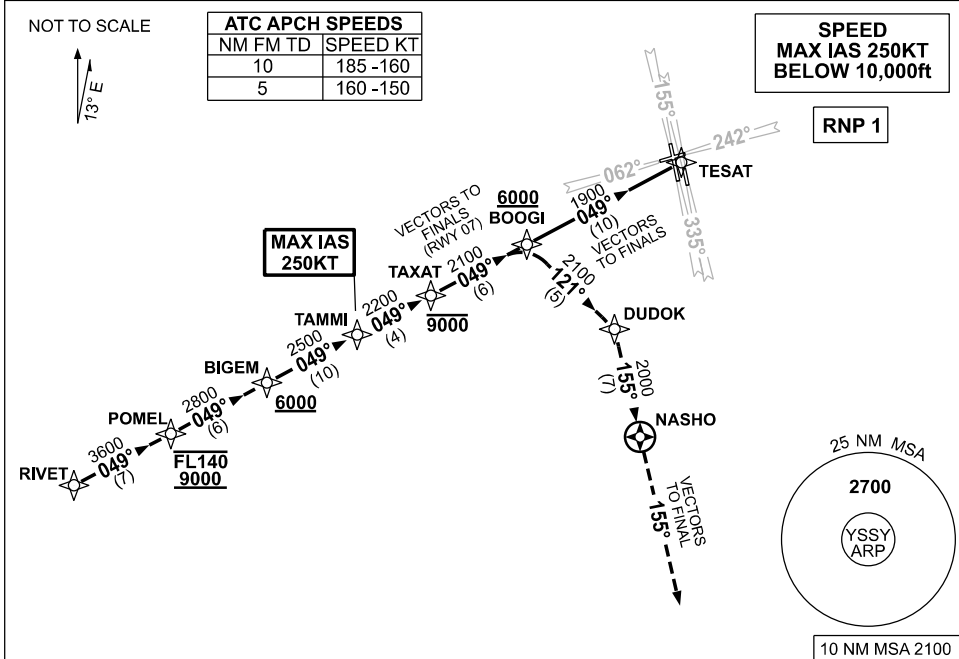 NOT TO SCALE
13° E
ATC APCH SPEEDS
NM FM TD SPEED KT
10 185 -160
5 160 -150
SPEED
MAX IAS 250KT
BELOW 10,000ft
RNP 1
155°
242°
062°
335°
TESAT
1900
049°
(10)
VECTORS
TO FINALS
6000
BOOGI
VECTORS TO
FINALS
(RWY 07)
2100
049°
(6)
MAX IAS
250KT
TAXAT
9000
2200
049°
(4)
TAMMI
2500
049°
(10)
BIGEM
6000
2800
049°
(6)
POMEL
FL140
9000
3600
049°
(7)
RIVET
2100
121°
(5)
DUDOK
2000
155°
(7)
NASHO
VECTORS
TO FINAL
155°
25 NM MSA
2700
YSSY
ARP
10 NM MSA 2100